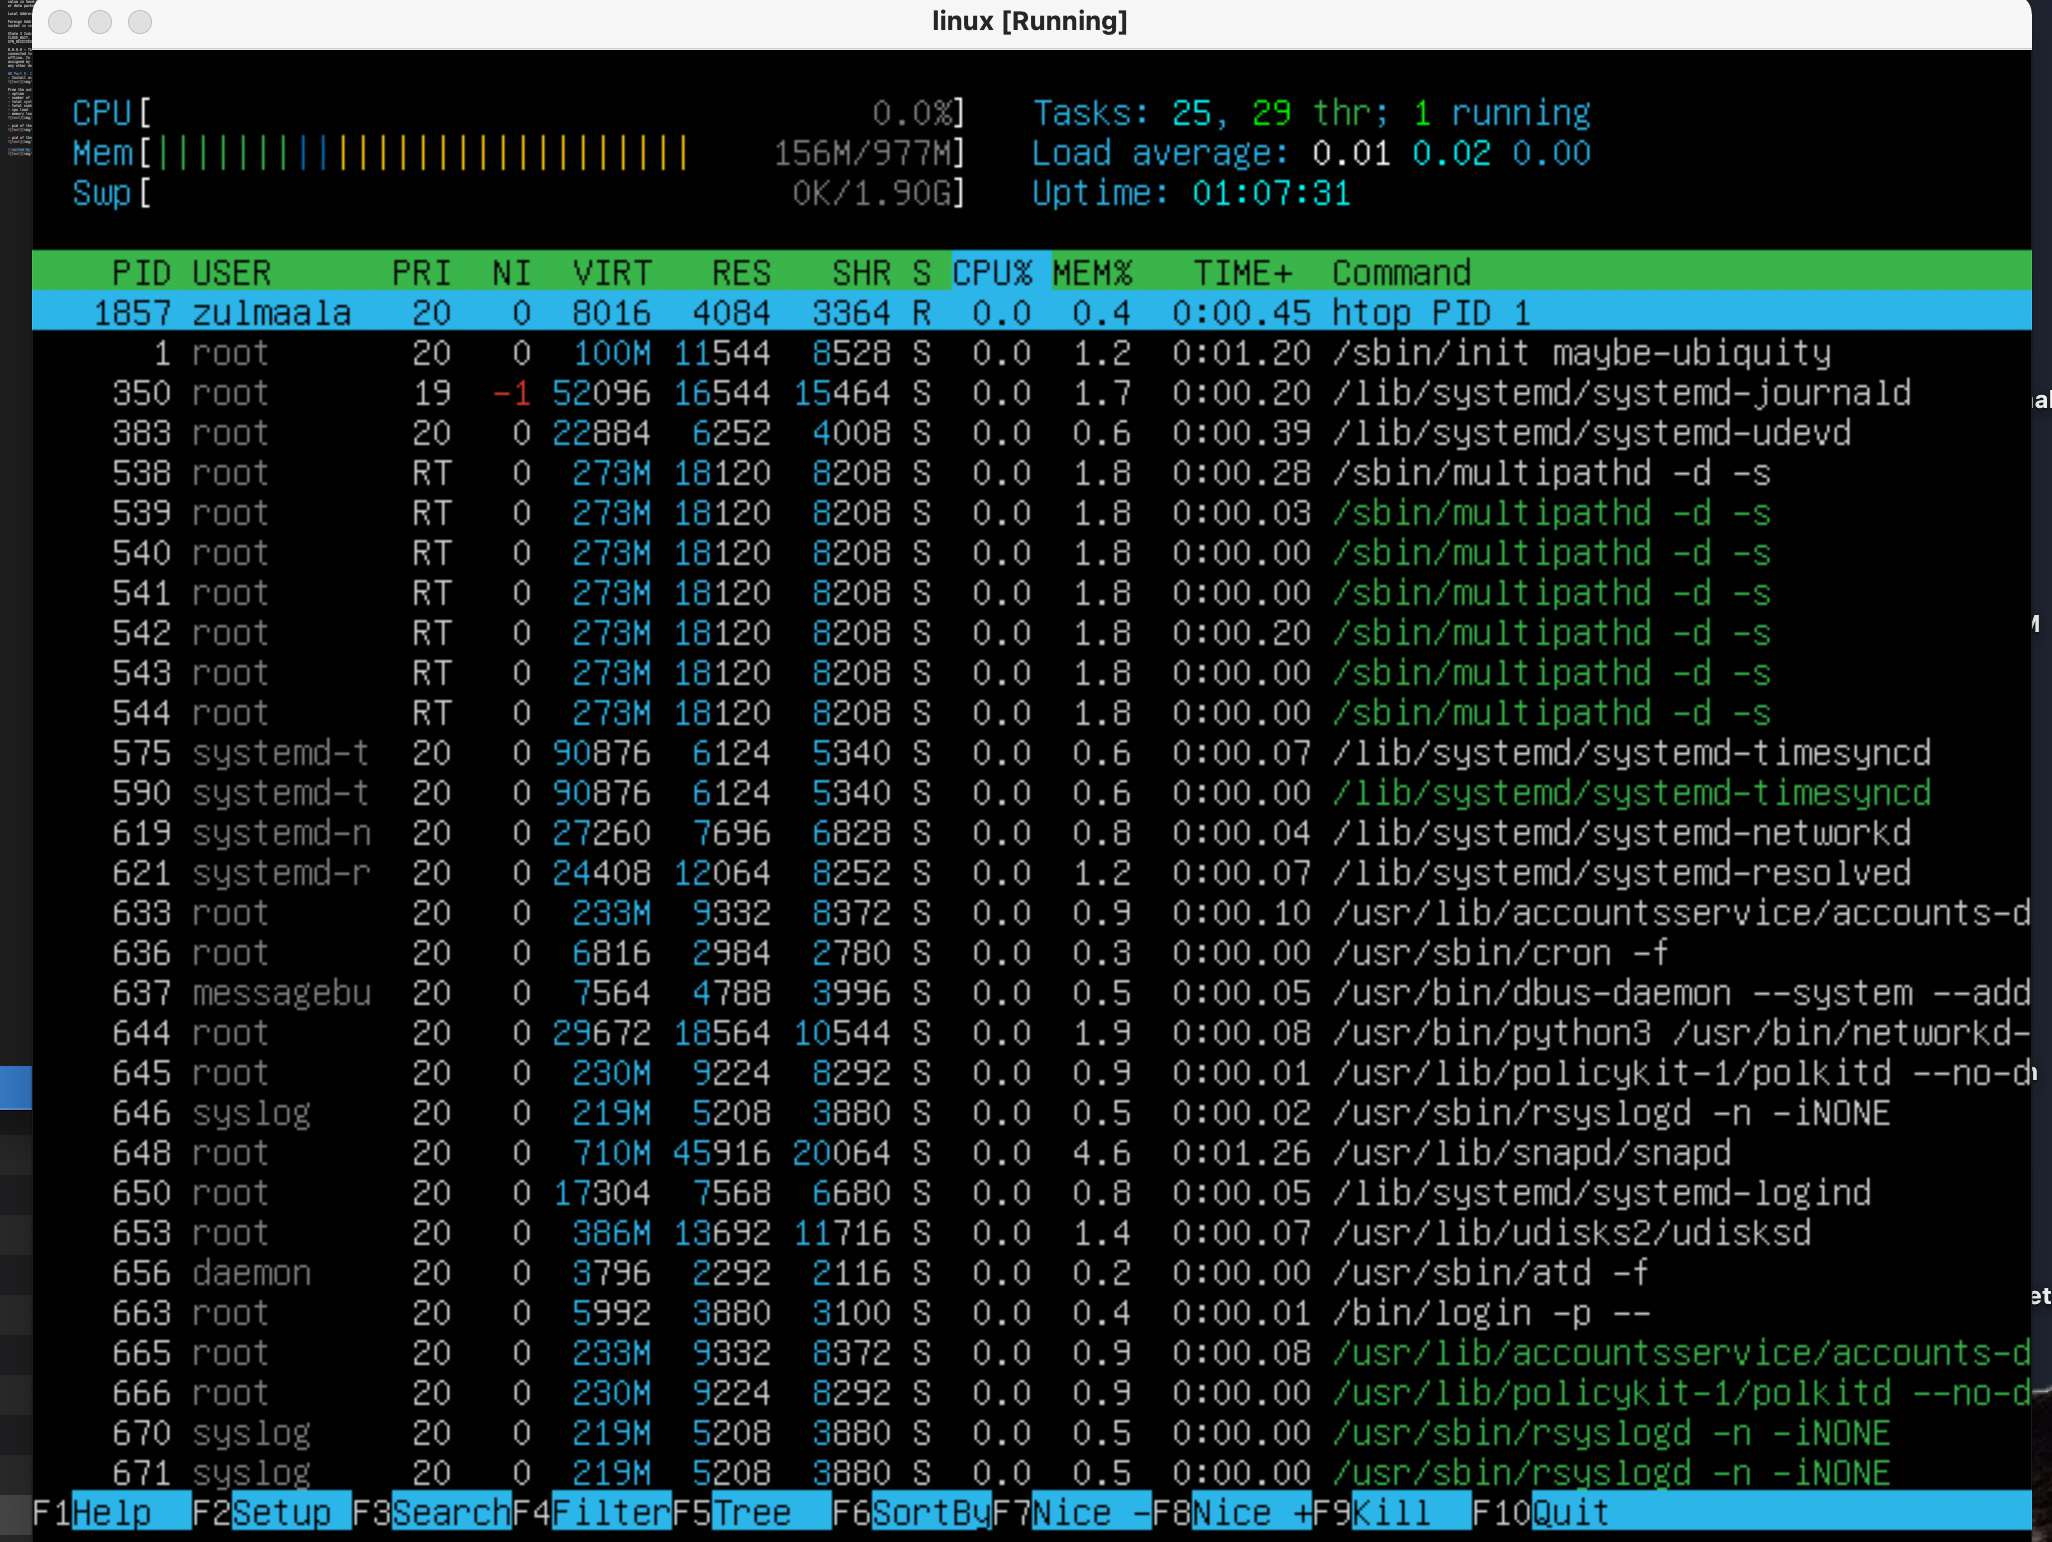 linux [Running]
CPU[ 0.0%] Tasks: 25, 29 thr; 1 running
Mem[||||||||||||||||||||||||||| 156M/977M] Load average: 0.01 0.02 0.00
Swp[ 0K/1.90G] Uptime: 01:07:31
PID USER PRI NI VIRT RES SHR S CPU% MEM% TIME+ Command
1857 zulmaala 20 0 8016 4084 3364 R 0.0 0.4 0:00.45 htop PID 1
1 root 20 0 100M 11544 8528 S 0.0 1.2 0:01.20 /sbin/init maybe-ubiquity
350 root 19 -1 52096 16544 15464 S 0.0 1.7 0:00.20 /lib/systemd/systemd-journald
383 root 20 0 22884 6252 4008 S 0.0 0.6 0:00.39 /lib/systemd/systemd-udevd
538 root RT 0 273M 18120 8208 S 0.0 1.8 0:00.28 /sbin/multipathd -d -s
539 root RT 0 273M 18120 8208 S 0.0 1.8 0:00.03 /sbin/multipathd -d -s
540 root RT 0 273M 18120 8208 S 0.0 1.8 0:00.00 /sbin/multipathd -d -s
541 root RT 0 273M 18120 8208 S 0.0 1.8 0:00.00 /sbin/multipathd -d -s
542 root RT 0 273M 18120 8208 S 0.0 1.8 0:00.20 /sbin/multipathd -d -s
543 root RT 0 273M 18120 8208 S 0.0 1.8 0:00.00 /sbin/multipathd -d -s
544 root RT 0 273M 18120 8208 S 0.0 1.8 0:00.00 /sbin/multipathd -d -s
575 systemd-t 20 0 90876 6124 5340 S 0.0 0.6 0:00.07 /lib/systemd/systemd-timesyncd
590 systemd-t 20 0 90876 6124 5340 S 0.0 0.6 0:00.00 /lib/systemd/systemd-timesyncd
619 systemd-n 20 0 27260 7696 6828 S 0.0 0.8 0:00.04 /lib/systemd/systemd-networkd
621 systemd-r 20 0 24408 12064 8252 S 0.0 1.2 0:00.07 /lib/systemd/systemd-resolved
633 root 20 0 233M 9332 8372 S 0.0 0.9 0:00.10 /usr/lib/accountsservice/accounts-d
636 root 20 0 6816 2984 2780 S 0.0 0.3 0:00.00 /usr/sbin/cron -f
637 messagebu 20 0 7564 4788 3996 S 0.0 0.5 0:00.05 /usr/bin/dbus-daemon --system --add
644 root 20 0 29672 18564 10544 S 0.0 1.9 0:00.08 /usr/bin/python3 /usr/bin/networkd-
645 root 20 0 230M 9224 8292 S 0.0 0.9 0:00.01 /usr/lib/policykit-1/polkitd --no-d
646 syslog 20 0 219M 5208 3880 S 0.0 0.5 0:00.02 /usr/sbin/rsyslogd -n -iNONE
648 root 20 0 710M 45916 20064 S 0.0 4.6 0:01.26 /usr/lib/snapd/snapd
650 root 20 0 17304 7568 6680 S 0.0 0.8 0:00.05 /lib/systemd/systemd-logind
653 root 20 0 386M 13692 11716 S 0.0 1.4 0:00.07 /usr/lib/udisks2/udisksd
656 daemon 20 0 3796 2292 2116 S 0.0 0.2 0:00.00 /usr/sbin/atd -f
663 root 20 0 5992 3880 3100 S 0.0 0.4 0:00.01 /bin/login -p --
665 root 20 0 233M 9332 8372 S 0.0 0.9 0:00.08 /usr/lib/accountsservice/accounts-d
666 root 20 0 230M 9224 8292 S 0.0 0.9 0:00.00 /usr/lib/policykit-1/polkitd --no-d
670 syslog 20 0 219M 5208 3880 S 0.0 0.5 0:00.00 /usr/sbin/rsyslogd -n -iNONE
671 syslog 20 0 219M 5208 3880 S 0.0 0.5 0:00.00 /usr/sbin/rsyslogd -n -iNONE
F1Help F2Setup F3SearchF4FilterF5Tree F6SortByF7Nice -F8Nice +F9Kill F10Quit